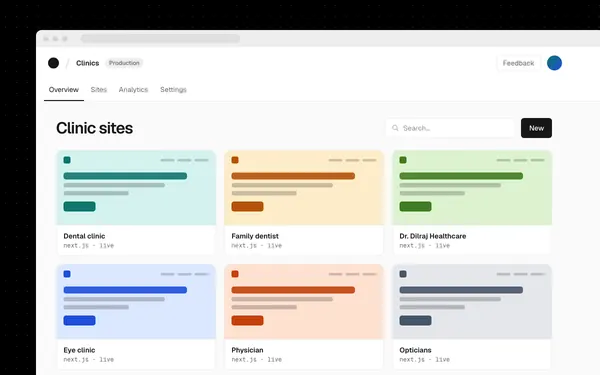 Clinics Production Feedback
Overview Sites Analytics Settings
Clinic sites Search... New
Dental clinic
next.js · live
Family dentist
next.js · live
Dr. Dilraj Healthcare
next.js · live
Eye clinic
next.js · live
Physician
next.js · live
Opticians
next.js · live